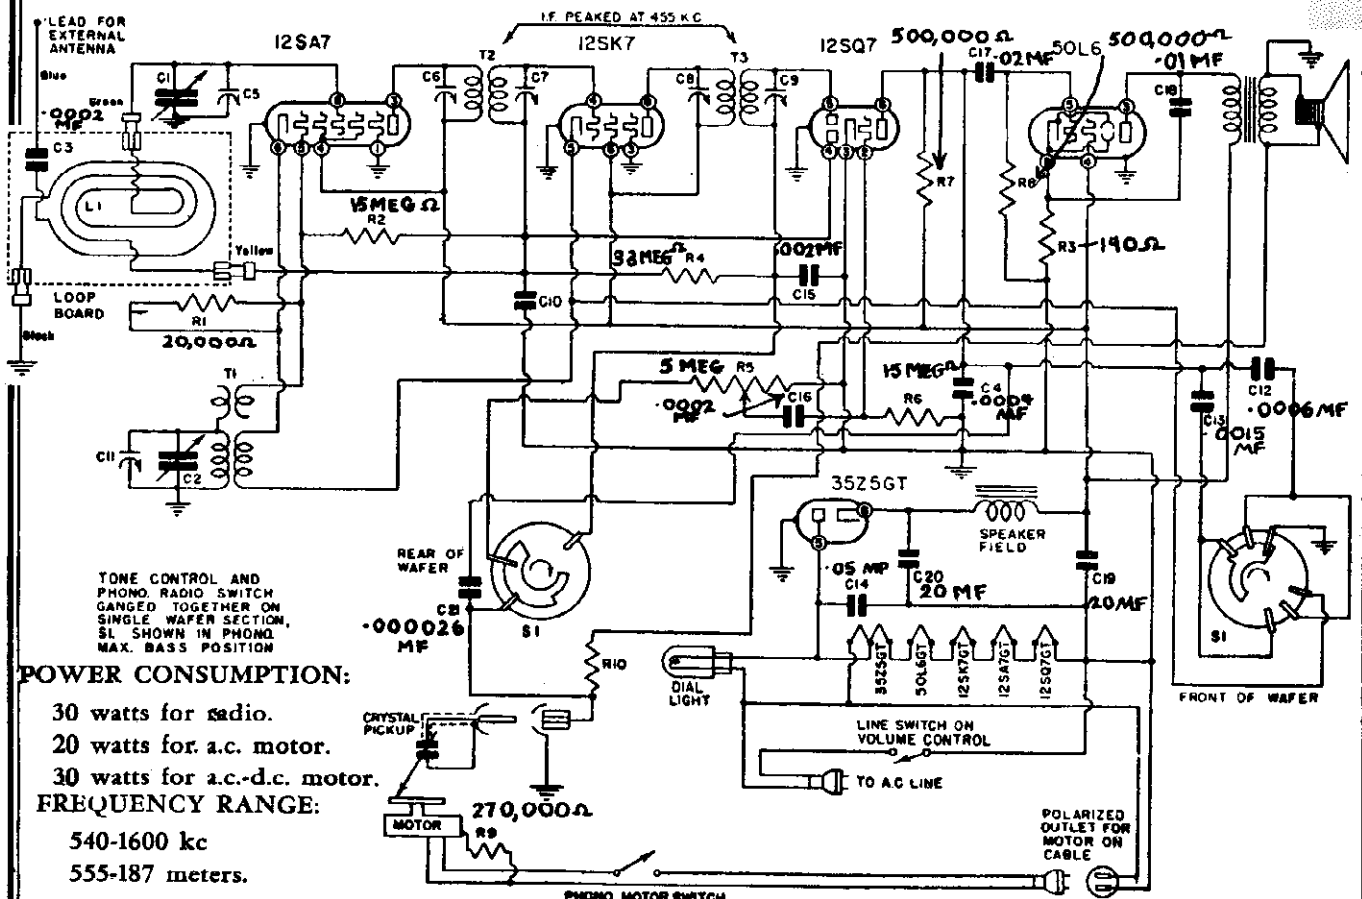 LEAD FOR
EXTERNAL
ANTENNA
I.F. PEAKED AT 455 KC
12SA7
12SK7
12SQ7
500,000Ω
C17
.02MF
50L6
500,000Ω
.01MF
C18
T2
T3
C1
C5
C6
C7
C8
C9
Blue
Green
.0002
MF
C3
L1
Yellow
LOOP
BOARD
Black
R1
20,000Ω
15 MEG Ω
R2
33MEGΩ
R4
.002MF
C15
C10
R7
R8
R3
140Ω
T1
C11
C2
5 MEG
R5
.0002
MF
C16
15 MEGΩ
R6
C4
.0004
MF
C12
.0006MF
C13
.0015
MF
35Z5GT
SPEAKER
FIELD
.05 MF
C14
C20
20 MF
C19
20MF
REAR OF
WAFER
C21
.000026
MF
S1
R10
TONE CONTROL AND
PHONO. RADIO SWITCH
GANGED TOGETHER ON
SINGLE WAFER SECTION,
S1. SHOWN IN PHONO.
MAX. BASS POSITION
35Z5GT
50L6GT
12SK7GT
12SA7GT
12SQ7GT
DIAL
LIGHT
S1
FRONT OF WAFER
LINE SWITCH ON
VOLUME CONTROL
TO A.C. LINE
POWER CONSUMPTION:
30 watts for radio.
20 watts for. a.c. motor.
30 watts for a.c.-d.c. motor.
FREQUENCY RANGE:
540-1600 kc
555-187 meters.
CRYSTAL
PICKUP
MOTOR
270,000Ω
R9
POLARIZED
OUTLET FOR
MOTOR ON
CABLE
PHONO MOTOR SWITCH